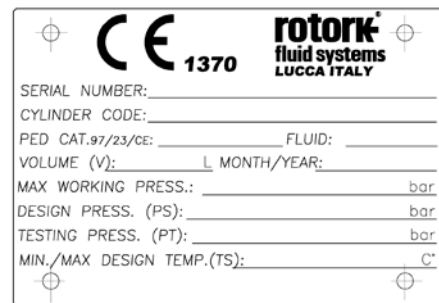 CE 1370
rotork®
fluid systems
LUCCA ITALY
SERIAL NUMBER:
CYLINDER CODE:
PED CAT.97/23/CE: FLUID:
VOLUME (V): L MONTH/YEAR:
MAX WORKING PRESS.: bar
DESIGN PRESS. (PS): bar
TESTING PRESS. (PT): bar
MIN./MAX DESIGN TEMP.(TS): C°